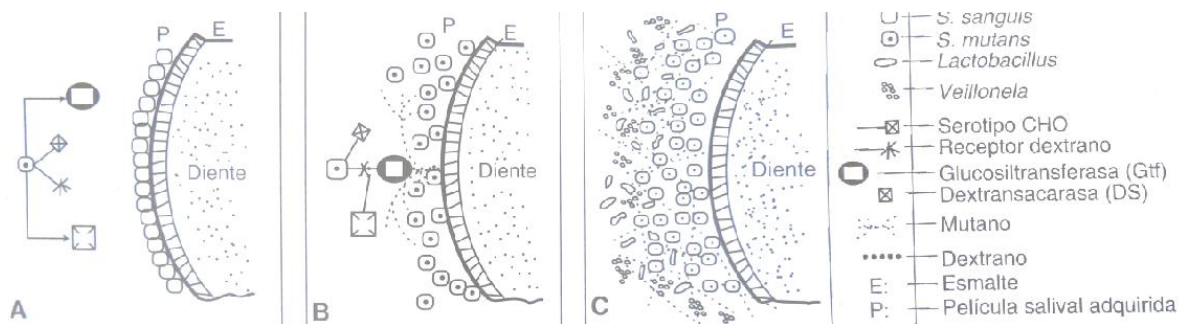 P
E
Diente
A
P
E
Diente
B
P
E
Diente
C
S. sanguis
S. mutans
Lactobacillus
Veillonela
Serotipo CHO
Receptor dextrano
Glucosiltransferasa (Gtf)
Dextransacarasa (DS)
Mutano
Dextrano
E: Esmalte
P: Película salival adquirida